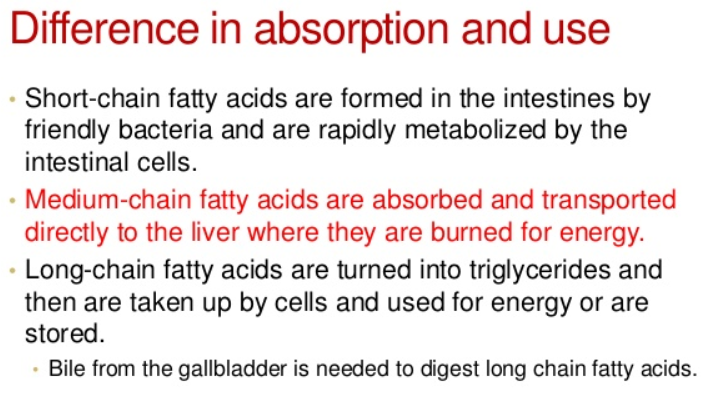 Difference in absorption and use
• Short-chain fatty acids are formed in the intestines by
friendly bacteria and are rapidly metabolized by the
intestinal cells.
• Medium-chain fatty acids are absorbed and transported
directly to the liver where they are burned for energy.
• Long-chain fatty acids are turned into triglycerides and
then are taken up by cells and used for energy or are
stored.
• Bile from the gallbladder is needed to digest long chain fatty acids.